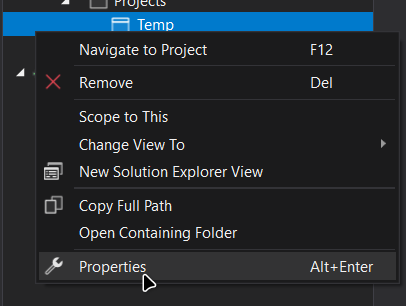 Projects
Temp
Navigate to Project F12
Remove Del
Scope to This
Change View To
New Solution Explorer View
Copy Full Path
Open Containing Folder
Properties Alt+Enter